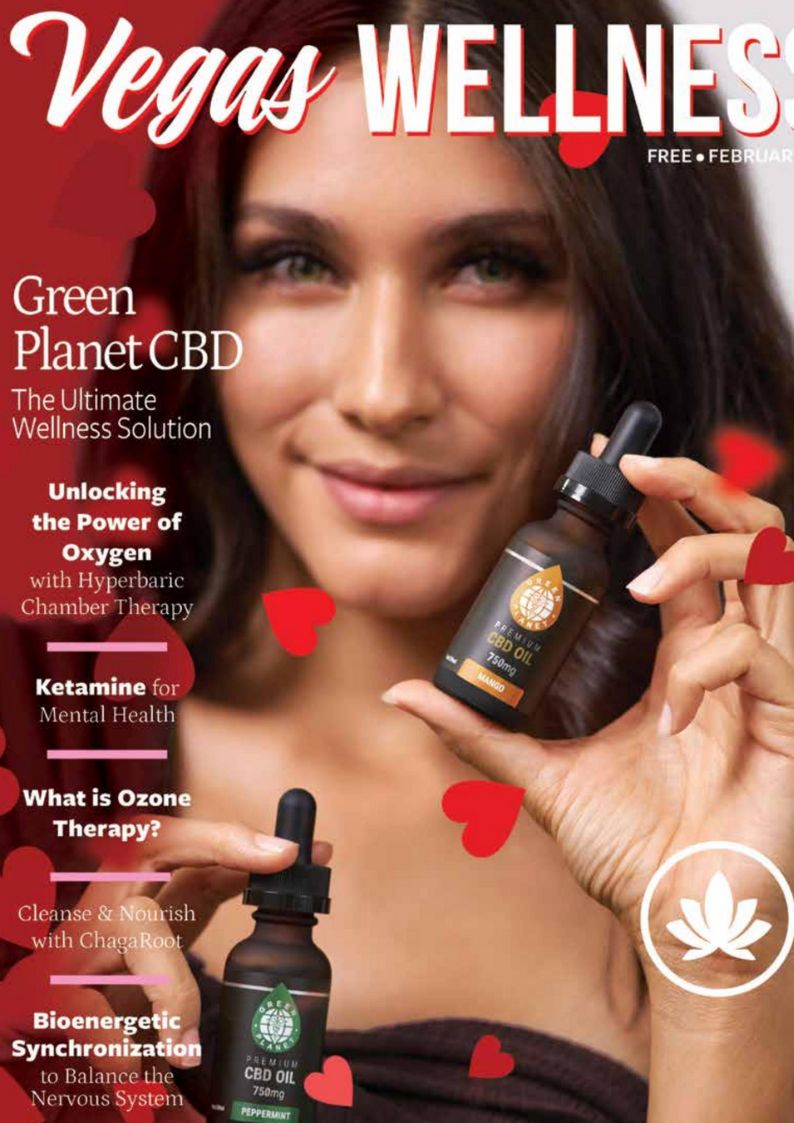 Vegas WELLNESS
FREE • FEBRUAR
Green
Planet CBD
The Ultimate
Wellness Solution
Unlocking
the Power of
Oxygen
with Hyperbaric
Chamber Therapy
Ketamine for
Mental Health
What is Ozone
Therapy?
Cleanse & Nourish
with ChagaRoot
Bioenergetic
Synchronization
to Balance the
Nervous System
GREEN
PLANET
PREMIUM
CBD OIL
750mg
MANGO
GREEN
PLANET
PREMIUM
CBD OIL
750mg
PEPPERMINT